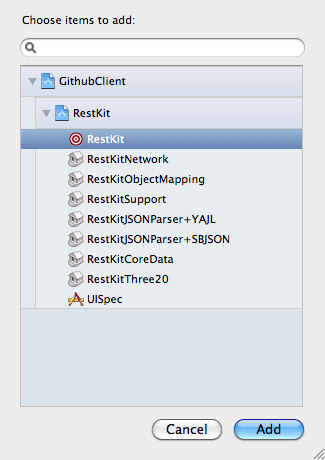 Choose items to add:
GithubClient
RestKit
RestKit
RestKitNetwork
RestKitObjectMapping
RestKitSupport
RestKitJSONParser+YAJL
RestKitJSONParser+SBJSON
RestKitCoreData
RestKitThree20
UISpec
Cancel Add